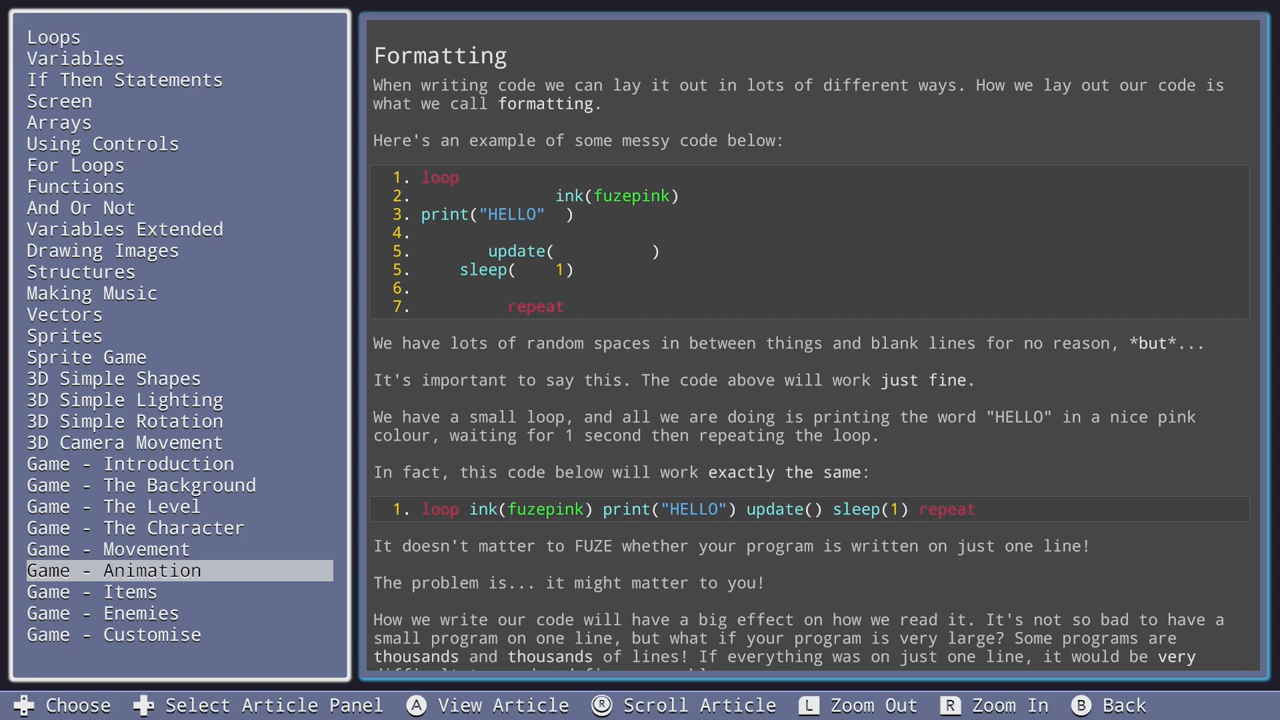 Loops
Variables
If Then Statements
Screen
Arrays
Using Controls
For Loops
Functions
And Or Not
Variables Extended
Drawing Images
Structures
Making Music
Vectors
Sprites
Sprite Game
3D Simple Shapes
3D Simple Lighting
3D Simple Rotation
3D Camera Movement
Game - Introduction
Game - The Background
Game - The Level
Game - The Character
Game - Movement
Game - Animation
Game - Items
Game - Enemies
Game - Customise
Formatting
When writing code we can lay it out in lots of different ways. How we lay out our code is
what we call formatting.
Here's an example of some messy code below:
1. loop
2. ink(fuzepink)
3. print("HELLO" )
4.
5. update( )
5. sleep( 1)
6.
7. repeat
We have lots of random spaces in between things and blank lines for no reason, *but*...
It's important to say this. The code above will work just fine.
We have a small loop, and all we are doing is printing the word "HELLO" in a nice pink
colour, waiting for 1 second then repeating the loop.
In fact, this code below will work exactly the same:
1. loop ink(fuzepink) print("HELLO") update() sleep(1) repeat
It doesn't matter to FUZE whether your program is written on just one line!
The problem is... it might matter to you!
How we write our code will have a big effect on how we read it. It's not so bad to have a
small program on one line, but what if your program is very large? Some programs are
thousands and thousands of lines! If everything was on just one line, it would be very
Choose Select Article Panel A View Article R Scroll Article L Zoom Out R Zoom In B Back